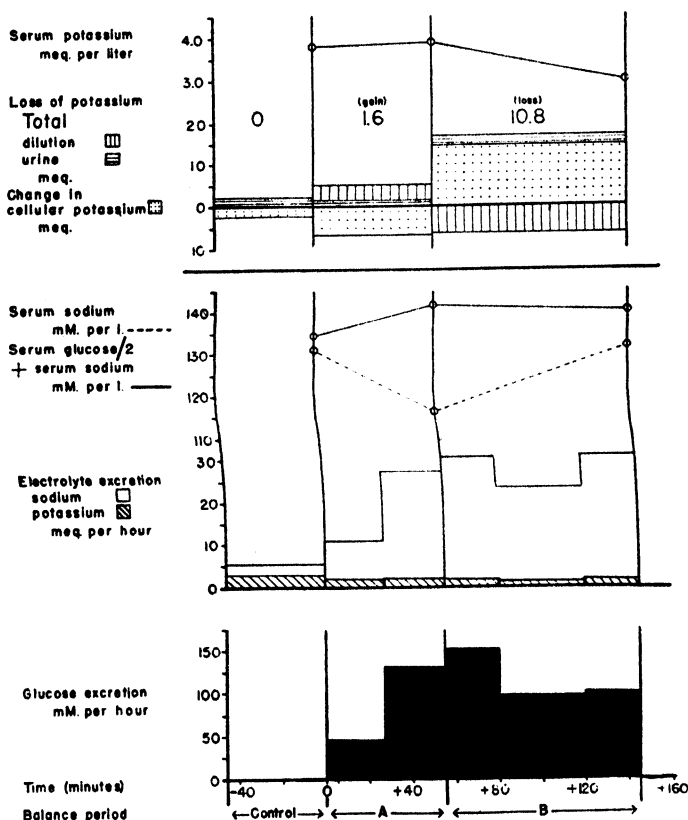 Serum potassium
meq. per liter
4.0
3.0
Loss of potassium
Total
dilution
urine
meq.
Change in
cellular potassium
meq.
2.0
10
0
10
0
(gain)
1.6
(loss)
10.8
Serum sodium
mM. per l. -----
Serum glucose/2
+ serum sodium
mM. per l. —
140
130
120
110
Electrolyte excretion
sodium
potassium
meq. per hour
30
20
10
0
Glucose excretion
mM. per hour
150
100
50
0
Time (minutes)
-40 0 +40 +80 +120 +160
Balance period
Control A B